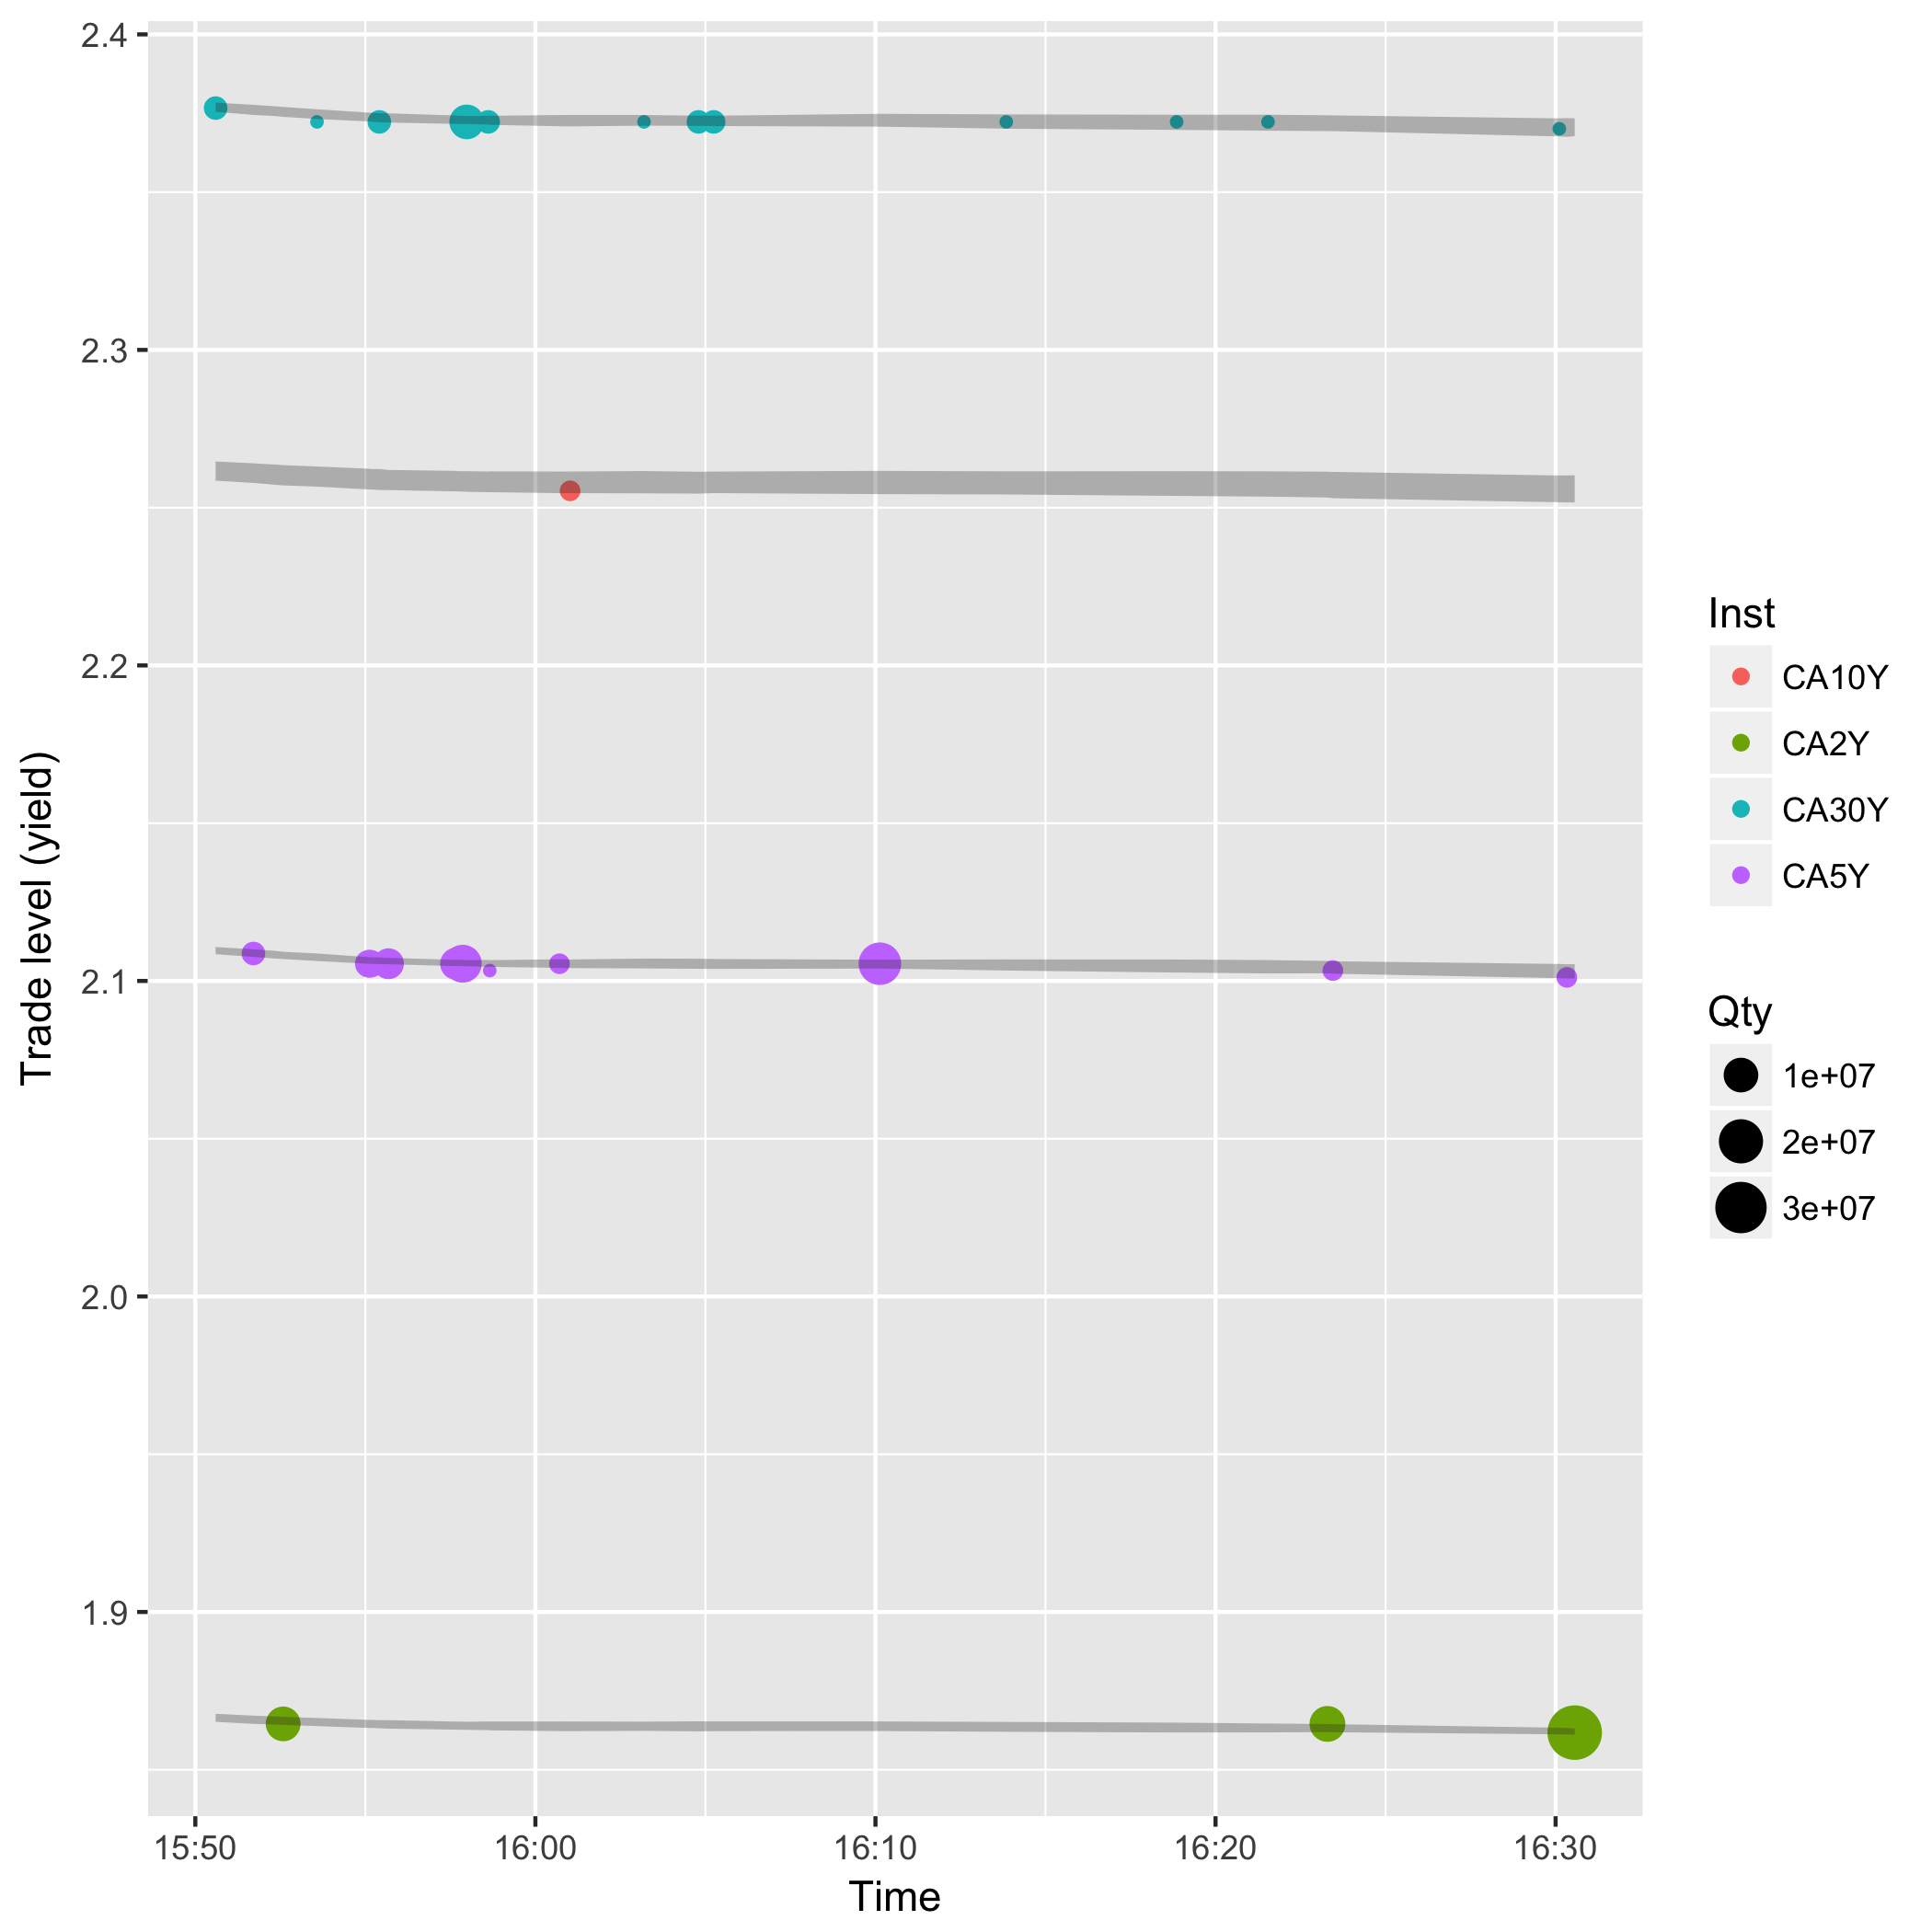 2.4
2.3
2.2
2.1
2.0
1.9
Trade level (yield)
15:50 16:00 16:10 16:20 16:30
Time
Inst
CA10Y
CA2Y
CA30Y
CA5Y
Qty
1e+07
2e+07
3e+07